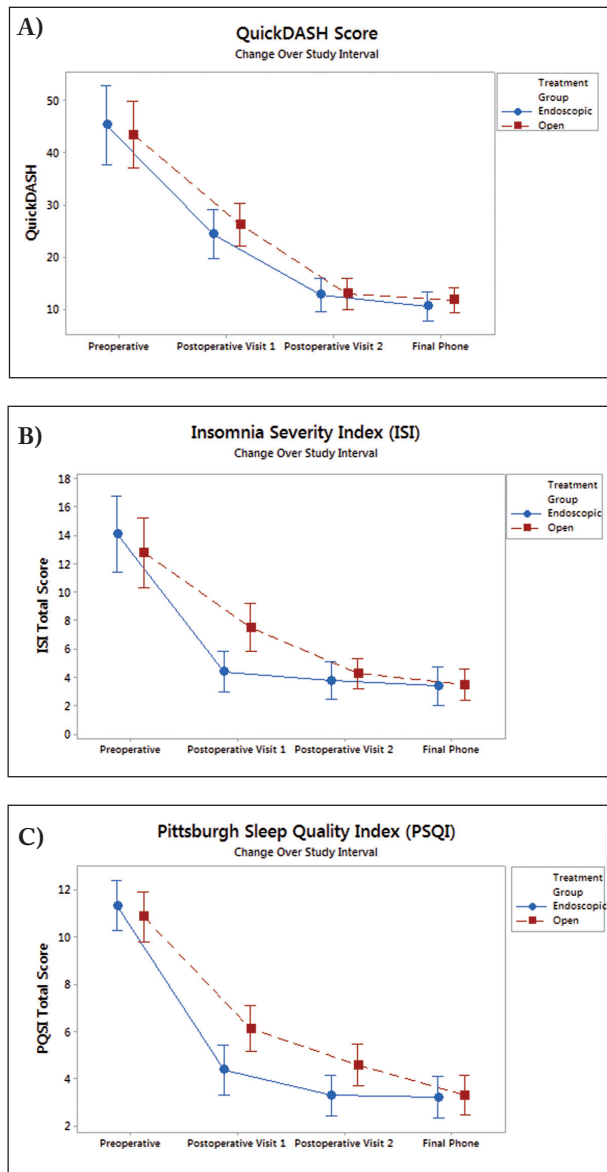 A)
QuickDASH Score
Change Over Study Interval
Treatment
Group
Endoscopic
Open
50
40
30
20
10
QuickDASH
Preoperative Postoperative Visit 1 Postoperative Visit 2 Final Phone
B)
Insomnia Severity Index (ISI)
Change Over Study Interval
Treatment
Group
Endoscopic
Open
18
16
14
12
10
8
6
4
2
0
ISI Total Score
Preoperative Postoperative Visit 1 Postoperative Visit 2 Final Phone
C)
Pittsburgh Sleep Quality Index (PSQI)
Change Over Study Interval
Treatment
Group
Endoscopic
Open
12
10
8
6
4
2
PQSI Total Score
Preoperative Postoperative Visit 1 Postoperative Visit 2 Final Phone